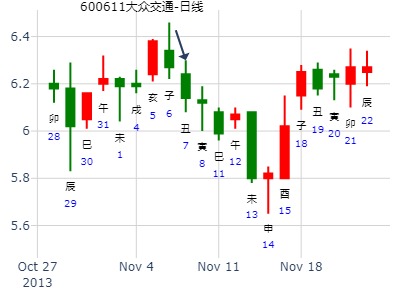 600611大众交通-日线
6.4
6.2
6
5.8
5.6
卯
28
辰
29
巳
30
午
31
未
1
戌
4
亥
5
子
6
丑
7
寅
8
巳
11
午
12
未
13
申
14
酉
15
子
18
丑
19
寅
20
卯
21
辰
22
Oct 27
2013
Nov 4
Nov 11
Nov 18